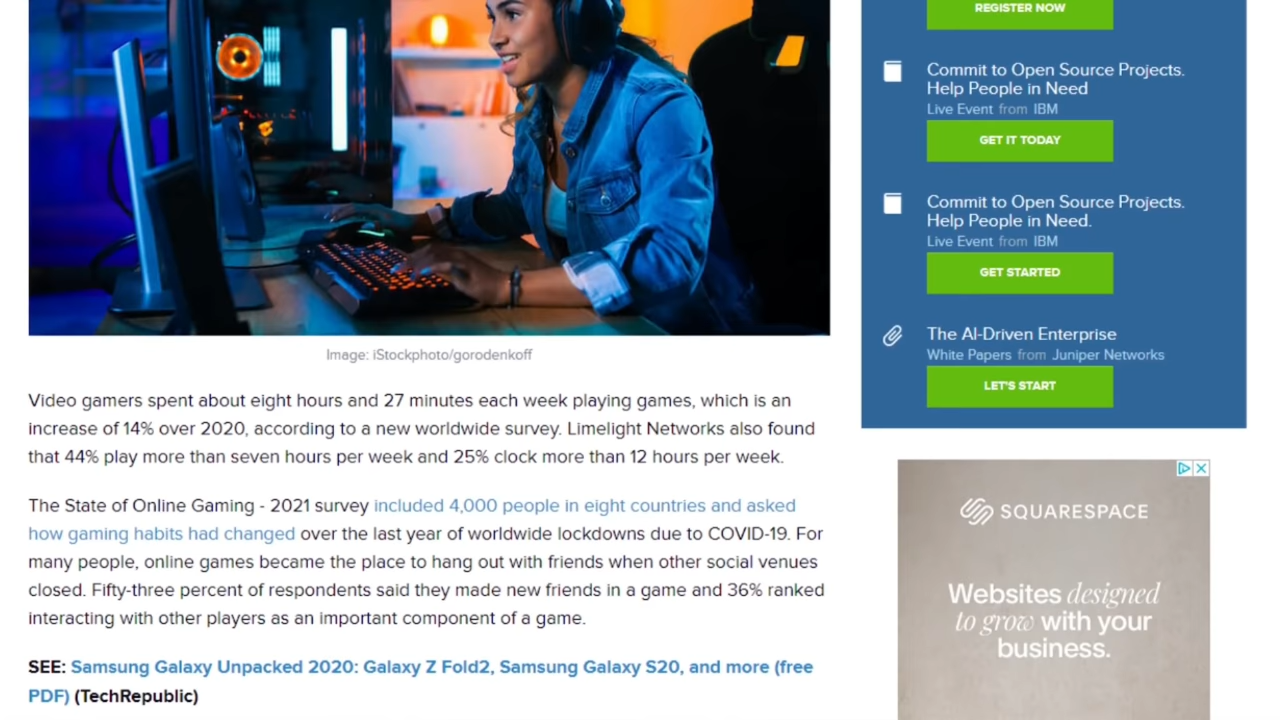 REGISTER NOW
Commit to Open Source Projects.
Help People in Need
Live Event from IBM
GET IT TODAY
Commit to Open Source Projects.
Help People in Need.
Live Event from IBM
GET STARTED
The AI-Driven Enterprise
White Papers from Juniper Networks
LET'S START
Image: iStockphoto/gorodenkoff
Video gamers spent about eight hours and 27 minutes each week playing games, which is an
increase of 14% over 2020, according to a new worldwide survey. Limelight Networks also found
that 44% play more than seven hours per week and 25% clock more than 12 hours per week.
The State of Online Gaming - 2021 survey included 4,000 people in eight countries and asked
how gaming habits had changed over the last year of worldwide lockdowns due to COVID-19. For
many people, online games became the place to hang out with friends when other social venues
closed. Fifty-three percent of respondents said they made new friends in a game and 36% ranked
interacting with other players as an important component of a game.
SEE: Samsung Galaxy Unpacked 2020: Galaxy Z Fold2, Samsung Galaxy S20, and more (free
PDF) (TechRepublic)
SQUARESPACE
Websites designed
to grow with your
business.